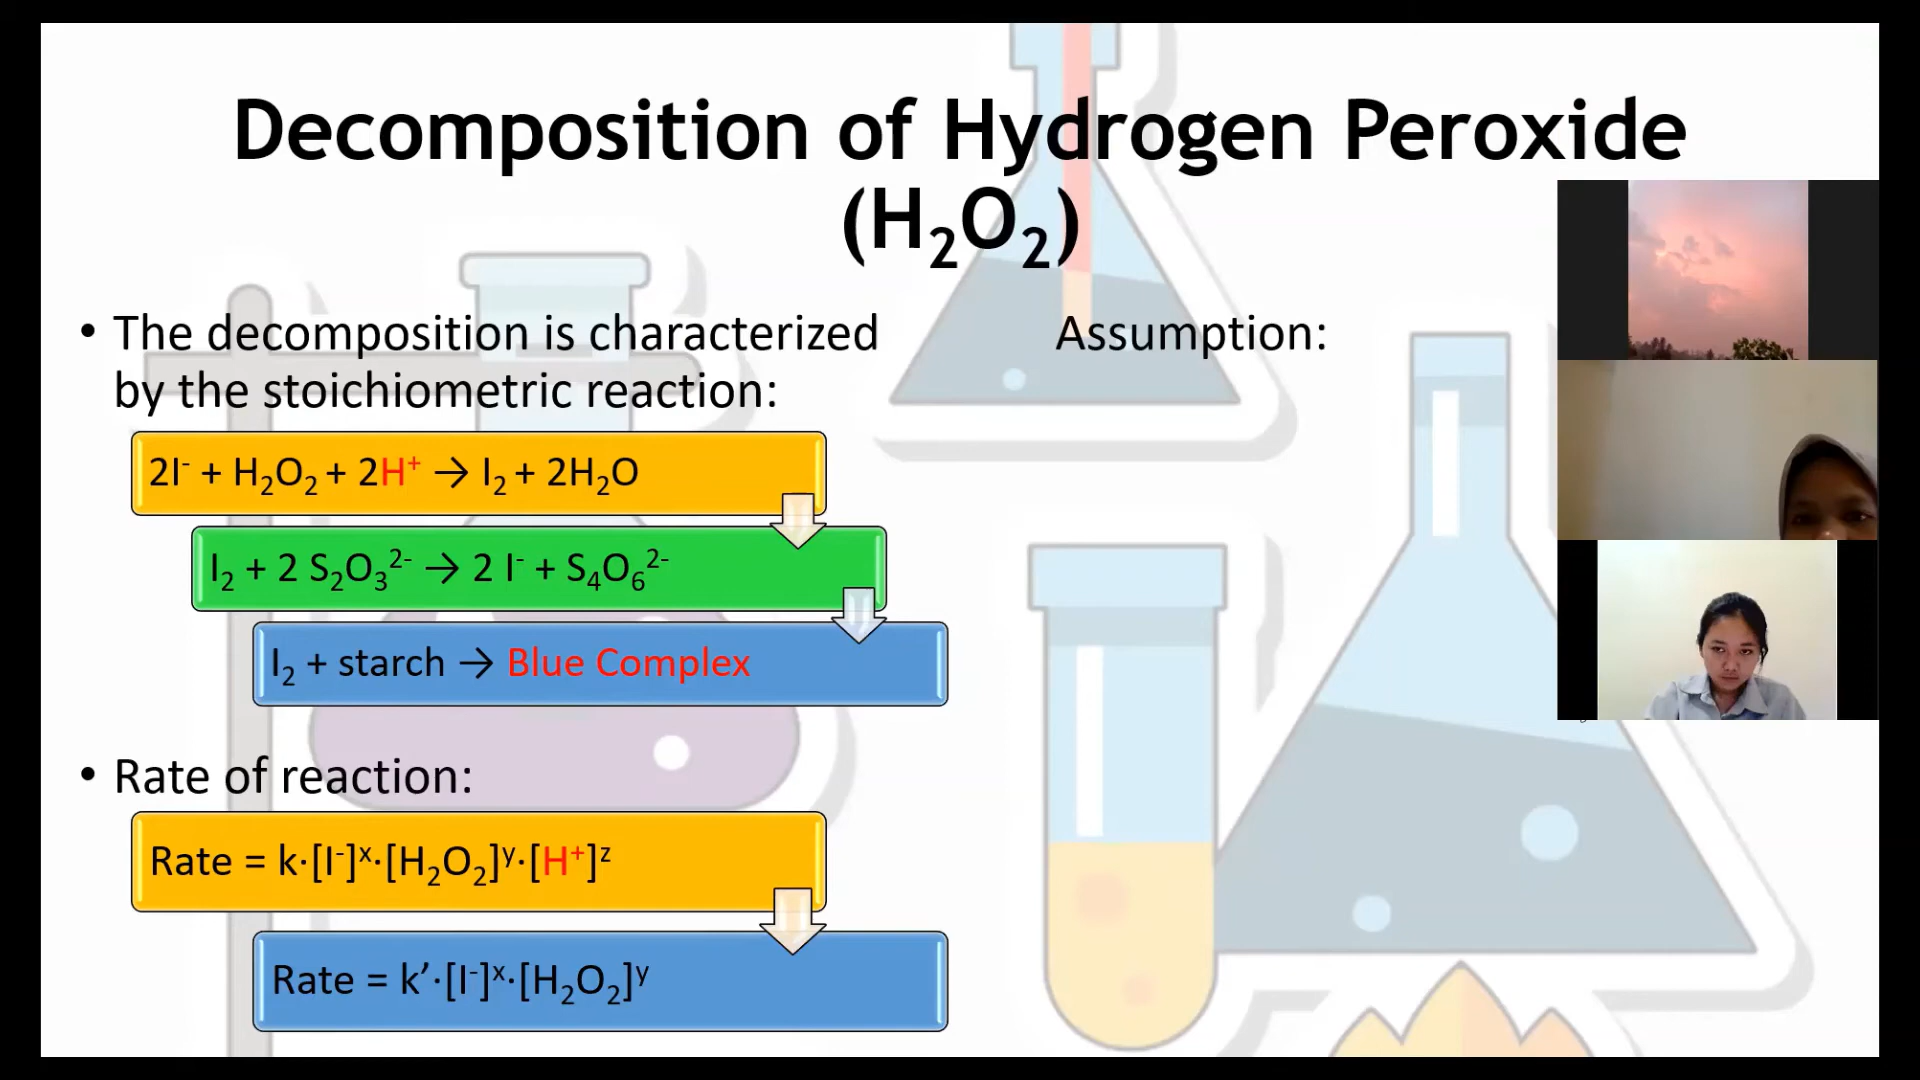 Decomposition of Hydrogen Peroxide
(H₂O₂)
• The decomposition is characterized
by the stoichiometric reaction:
2I⁻ + H₂O₂ + 2H⁺ → I₂ + 2H₂O
I₂ + 2 S₂O₃²⁻ → 2 I⁻ + S₄O₆²⁻
I₂ + starch → Blue Complex
• Rate of reaction:
Rate = k·[I⁻]ˣ·[H₂O₂]ʸ·[H⁺]ᶻ
Rate = k’·[I⁻]ˣ·[H₂O₂]ʸ
Assumption: